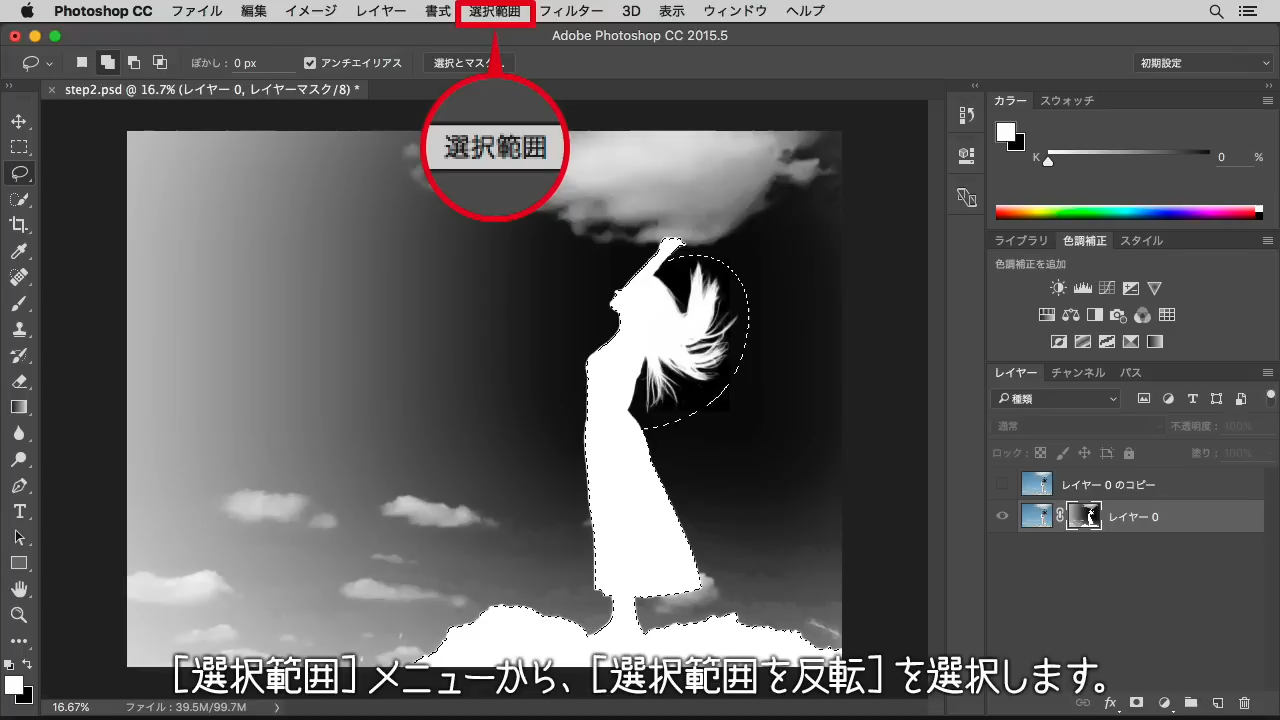 Photoshop CC ファイル 編集 イメージ レイヤー 書式 選択範囲 フィルター 3D 表示 ウィンドウ ヘルプ
Adobe Photoshop CC 2015.5
ぼかし : 0 px アンチエイリアス 選択とマスク... 初期設定
× step2.psd @ 16.7% (レイヤー 0, レイヤーマスク/8) *
選択範囲
カラー スウォッチ
K 0 %
ライブラリ 色調補正 スタイル
色調補正を追加
レイヤー チャンネル パス
種類
通常 不透明度 : 100%
ロック : 塗り : 100%
レイヤー 0 のコピー
レイヤー 0
[選択範囲] メニューから、[選択範囲を反転] を選択します。
16.67% ファイル : 39.5M/99.7M